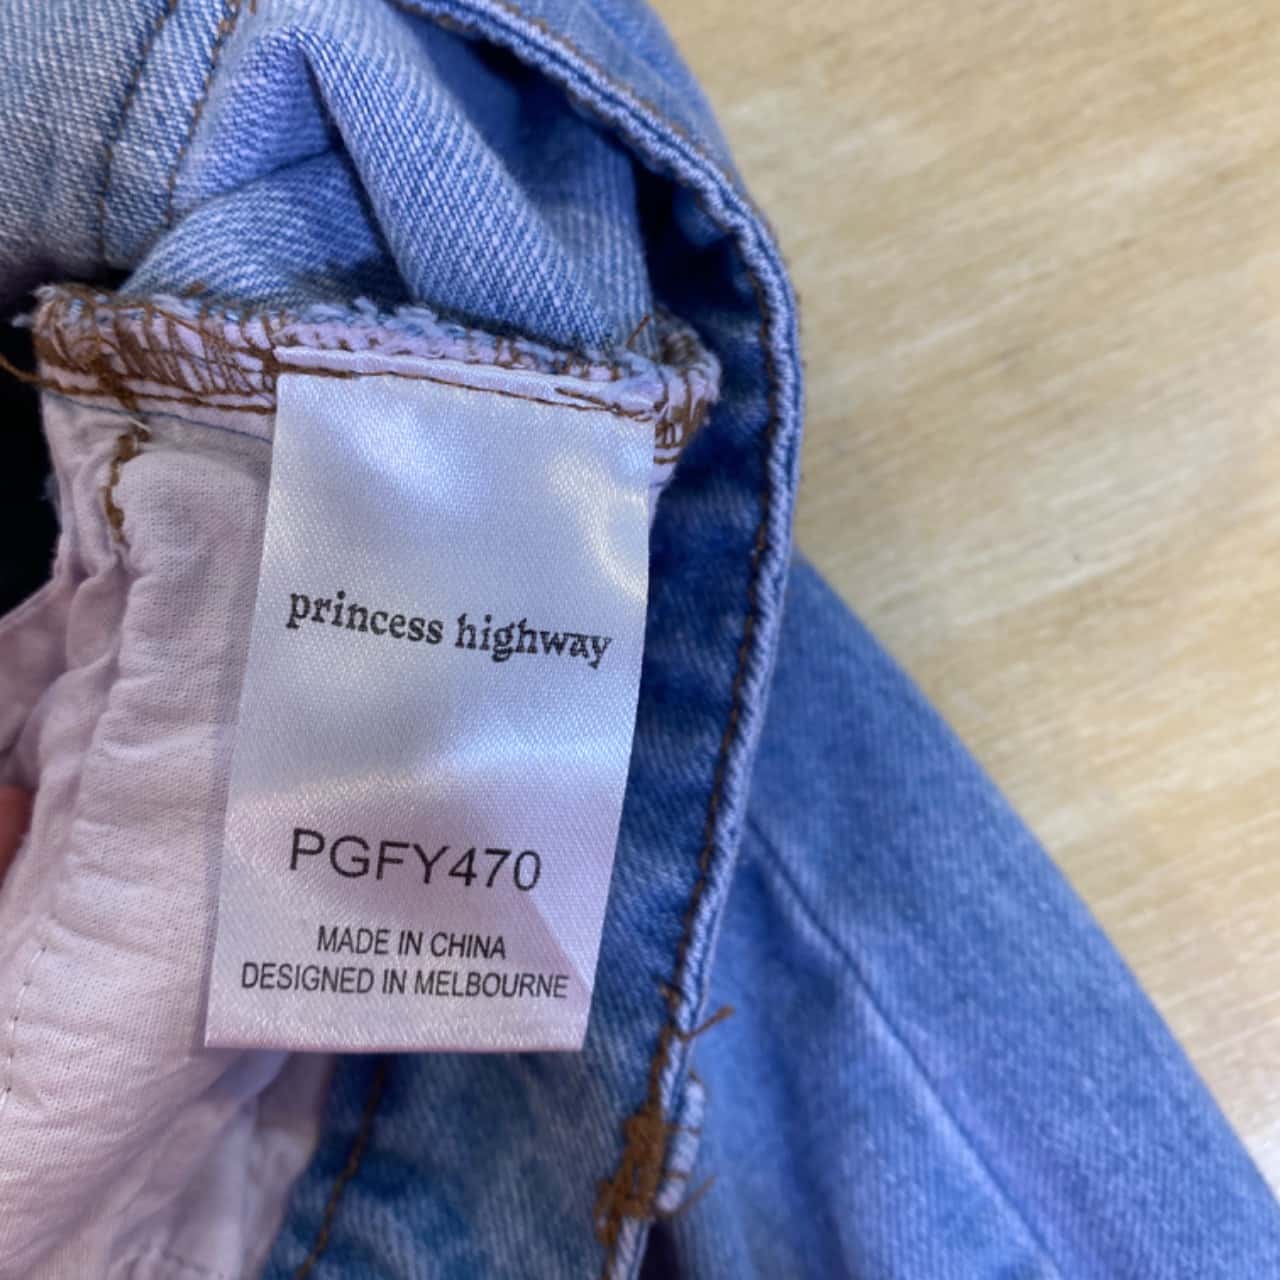 princess highway
PGFY470
MADE IN CHINA
DESIGNED IN MELBOURNE